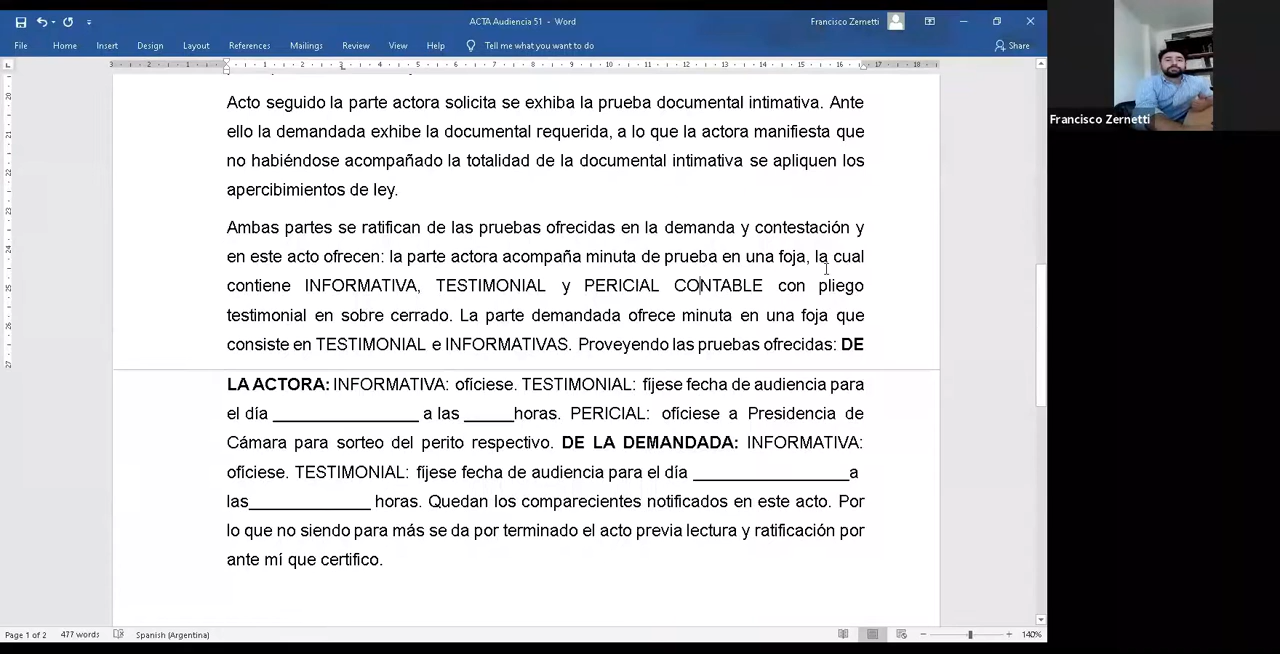 ACTA Audiencia 51 - Word
Francisco Zernetti
File Home Insert Design Layout References Mailings Review View Help Tell me what you want to do Share
Acto seguido la parte actora solicita se exhiba la prueba documental intimativa. Ante
ello la demandada exhibe la documental requerida, a lo que la actora manifiesta que
no habiéndose acompañado la totalidad de la documental intimativa se apliquen los
apercibimientos de ley.
Ambas partes se ratifican de las pruebas ofrecidas en la demanda y contestación y
en este acto ofrecen: la parte actora acompaña minuta de prueba en una foja, la cual
contiene INFORMATIVA, TESTIMONIAL y PERICIAL CONTABLE con pliego
testimonial en sobre cerrado. La parte demandada ofrece minuta en una foja que
consiste en TESTIMONIAL e INFORMATIVAS. Proveyendo las pruebas ofrecidas: DE
LA ACTORA: INFORMATIVA: ofíciese. TESTIMONIAL: fíjese fecha de audiencia para
el día _________________ a las ______horas. PERICIAL: ofíciese a Presidencia de
Cámara para sorteo del perito respectivo. DE LA DEMANDADA: INFORMATIVA:
ofíciese. TESTIMONIAL: fíjese fecha de audiencia para el día __________________a
las______________ horas. Quedan los comparecientes notificados en este acto. Por
lo que no siendo para más se da por terminado el acto previa lectura y ratificación por
ante mí que certifico.
Page 1 of 2 477 words Spanish (Argentina) 140%
Francisco Zernetti